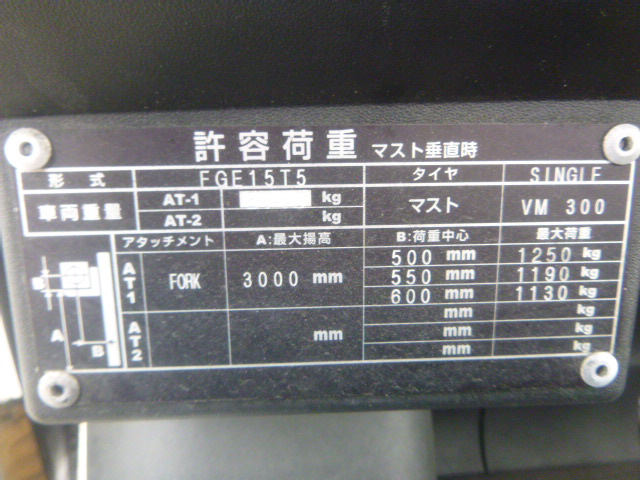 許容荷重 マスト垂直時
形式 FGE15T5 タイヤ SINGLE
車両重量 AT-1 kg マスト VM 300
AT-2 kg
アタッチメント A:最大揚高 B:荷重中心 最大荷重
AT1 FORK 3000 mm 500 mm 1250 kg
550 mm 1190 kg
600 mm 1130 kg
mm kg
AT2 mm mm kg
mm kg
B
A
B